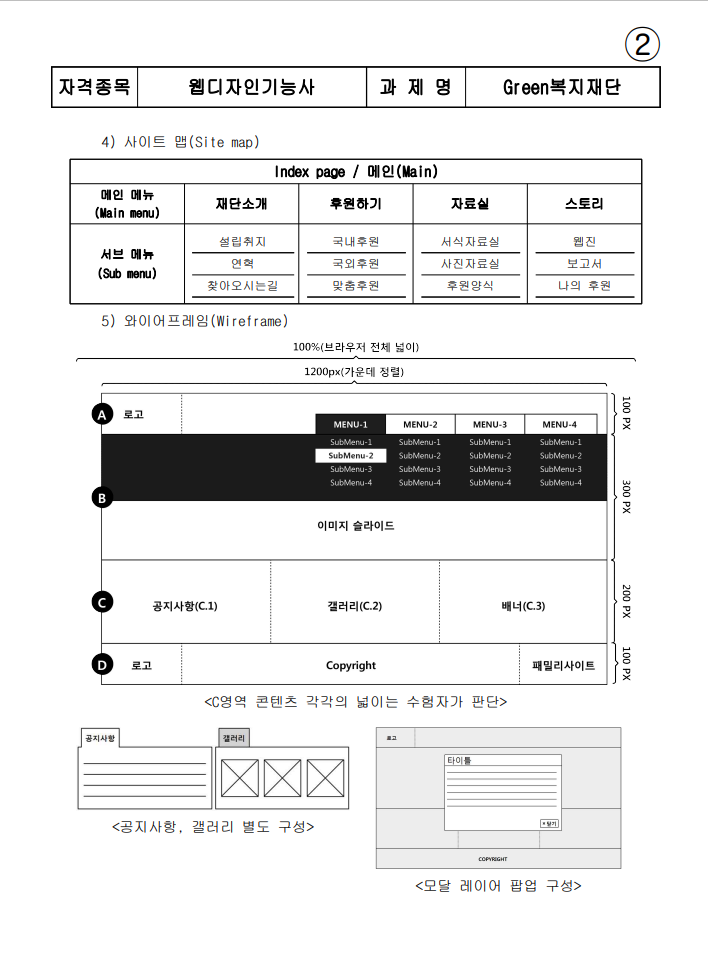 ②
자격종목 웹디자인기능사 과 제 명 Green복지재단
4) 사이트 맵(Site map)
Index page / 메인(Main)
메인 메뉴
(Main menu)
재단소개 후원하기 자료실 스토리
서브 메뉴
(Sub menu)
설립취지 국내후원 서식자료실 웹진
연혁 국외후원 사진자료실 보고서
찾아오시는길 맞춤후원 후원양식 나의 후원
5) 와이어프레임(Wireframe)
100%(브라우저 전체 넓이)
1200px(가운데 정렬)
A 로고 100 PX
MENU-1 MENU-2 MENU-3 MENU-4
SubMenu-1 SubMenu-1 SubMenu-1 SubMenu-1
SubMenu-2 SubMenu-2 SubMenu-2 SubMenu-2
SubMenu-3 SubMenu-3 SubMenu-3 SubMenu-3
SubMenu-4 SubMenu-4 SubMenu-4 SubMenu-4
B 300 PX
이미지 슬라이드
C 공지사항(C.1) 갤러리(C.2) 배너(C.3) 200 PX
D 로고 Copyright 패밀리사이트 100 PX
<C영역 콘텐츠 각각의 넓이는 수험자가 판단>
공지사항 갤러리
<공지사항, 갤러리 별도 구성>
로고
타이틀
×닫기
COPYRIGHT
<모달 레이어 팝업 구성>